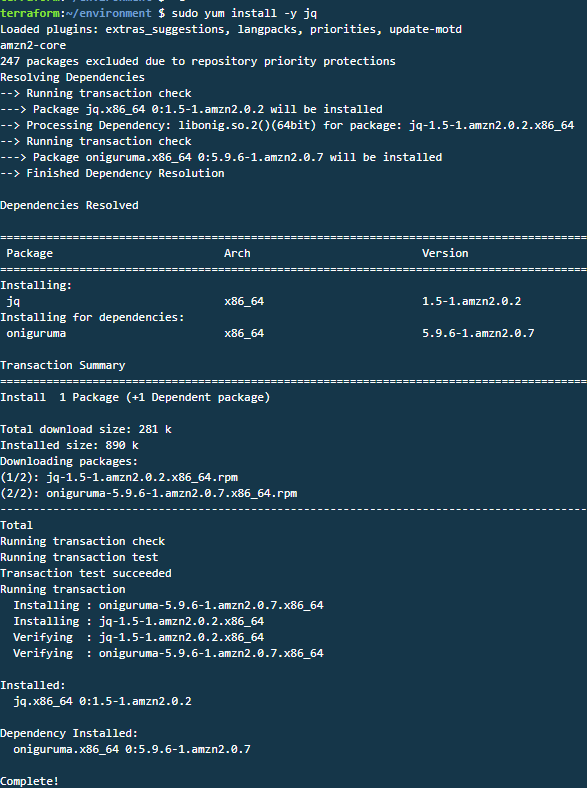 terraform:~/environment $ sudo yum install -y jq
Loaded plugins: extras_suggestions, langpacks, priorities, update-motd
amzn2-core
247 packages excluded due to repository priority protections
Resolving Dependencies
--> Running transaction check
---> Package jq.x86_64 0:1.5-1.amzn2.0.2 will be installed
--> Processing Dependency: libonig.so.2()(64bit) for package: jq-1.5-1.amzn2.0.2.x86_64
--> Running transaction check
---> Package oniguruma.x86_64 0:5.9.6-1.amzn2.0.7 will be installed
--> Finished Dependency Resolution
Dependencies Resolved
=========================================================================================
Package Arch Version
=========================================================================================
Installing:
jq x86_64 1.5-1.amzn2.0.2
Installing for dependencies:
oniguruma x86_64 5.9.6-1.amzn2.0.7
Transaction Summary
=========================================================================================
Install  1 Package (+1 Dependent package)
Total download size: 281 k
Installed size: 890 k
Downloading packages:
(1/2): jq-1.5-1.amzn2.0.2.x86_64.rpm
(2/2): oniguruma-5.9.6-1.amzn2.0.7.x86_64.rpm
-----------------------------------------------------------------------------------------
Total
Running transaction check
Running transaction test
Transaction test succeeded
Running transaction
Installing : oniguruma-5.9.6-1.amzn2.0.7.x86_64
Installing : jq-1.5-1.amzn2.0.2.x86_64
Verifying  : jq-1.5-1.amzn2.0.2.x86_64
Verifying  : oniguruma-5.9.6-1.amzn2.0.7.x86_64
Installed:
jq.x86_64 0:1.5-1.amzn2.0.2
Dependency Installed:
oniguruma.x86_64 0:5.9.6-1.amzn2.0.7
Complete!